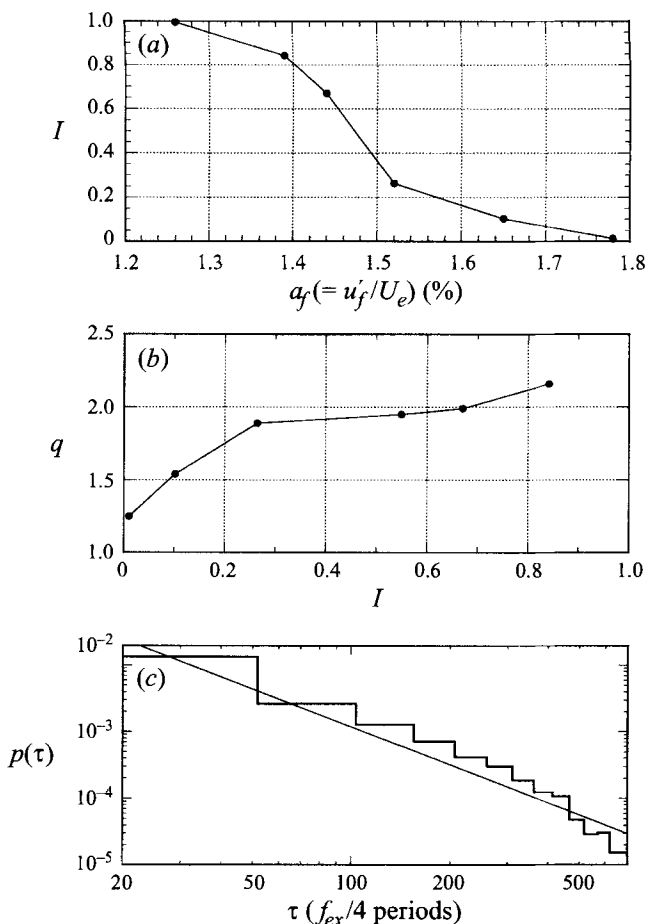 (a)
I
1.0
0.8
0.6
0.4
0.2
0
1.2 1.3 1.4 1.5 1.6 1.7 1.8
a_f (= u'_f/U_e) (%)
(b)
q
2.5
2.0
1.5
1.0
0 0.2 0.4 0.6 0.8 1.0
I
(c)
p(τ)
10⁻²
10⁻³
10⁻⁴
10⁻⁵
20 50 100 200 500
τ (f_ex/4 periods)